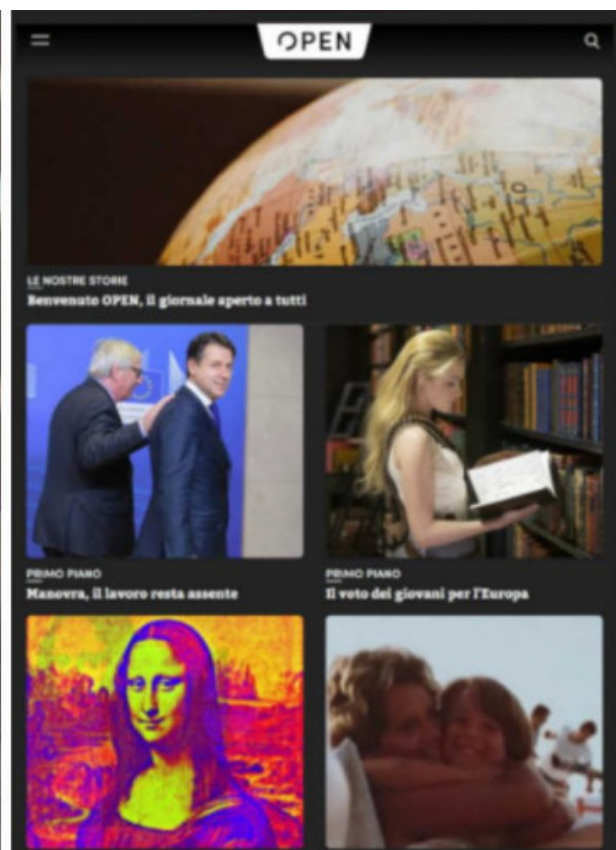 OPEN
LE NOSTRE STORIE
Benvenuto OPEN, il giornale aperto a tutti
PRIMO PIANO
Manovra, il lavoro resta assente
PRIMO PIANO
Il voto dei giovani per l'Europa